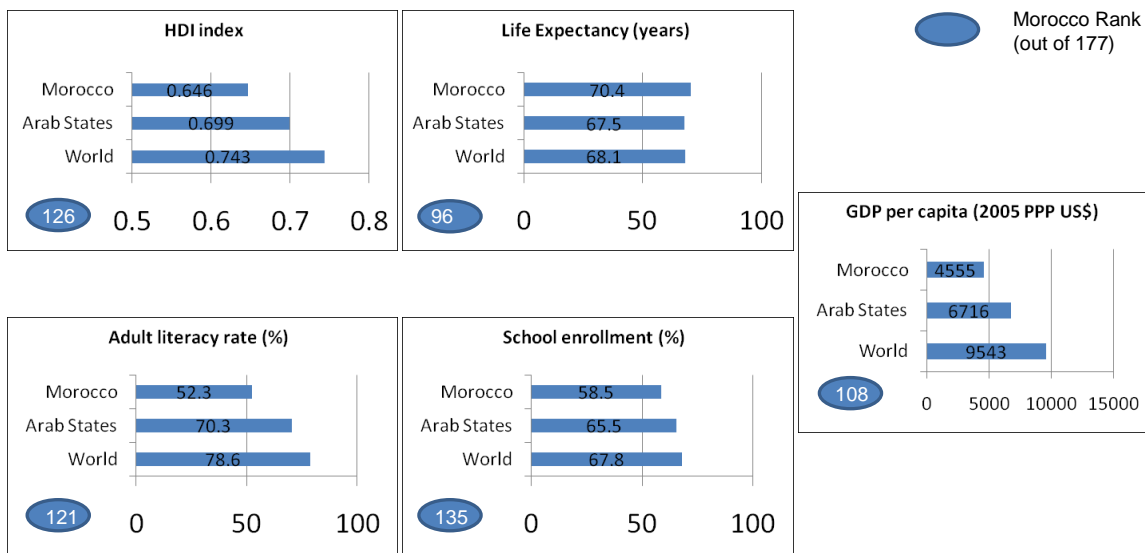 HDI index
Morocco
0.646
Arab States
0.699
World
0.743
126
0.5 0.6 0.7 0.8
Life Expectancy (years)
Morocco
70.4
Arab States
67.5
World
68.1
96
0 50 100
Morocco Rank
(out of 177)
GDP per capita (2005 PPP US$)
Morocco
4555
Arab States
6716
World
9543
108
0 5000 10000 15000
Adult literacy rate (%)
Morocco
52.3
Arab States
70.3
World
78.6
121
0 50 100
School enrollment (%)
Morocco
58.5
Arab States
65.5
World
67.8
135
0 50 100